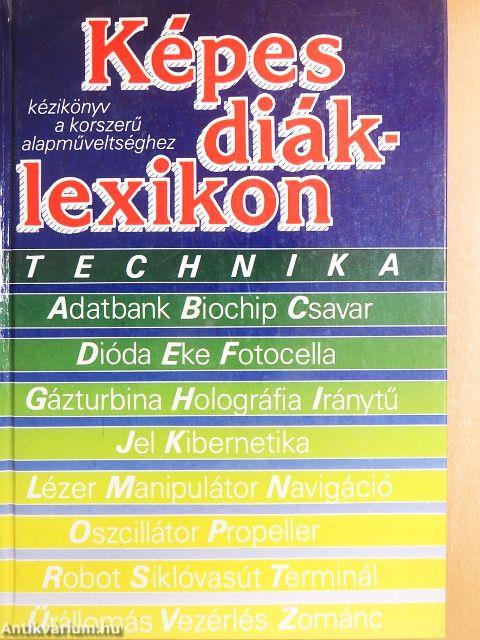 Képes
diák-
lexikon
kézikönyv
a korszerű
alapműveltséghez
TECHNIKA
Adatbank Biochip Csavar
Dióda Eke Fotocella
Gázturbina Holográfia Iránytű
Jel Kibernetika
Lézer Manipulátor Navigáció
Oszcillátor Propeller
Robot Siklóvasút Terminál
Űrállomás Vezérlés Zománc
Antikvarium.hu